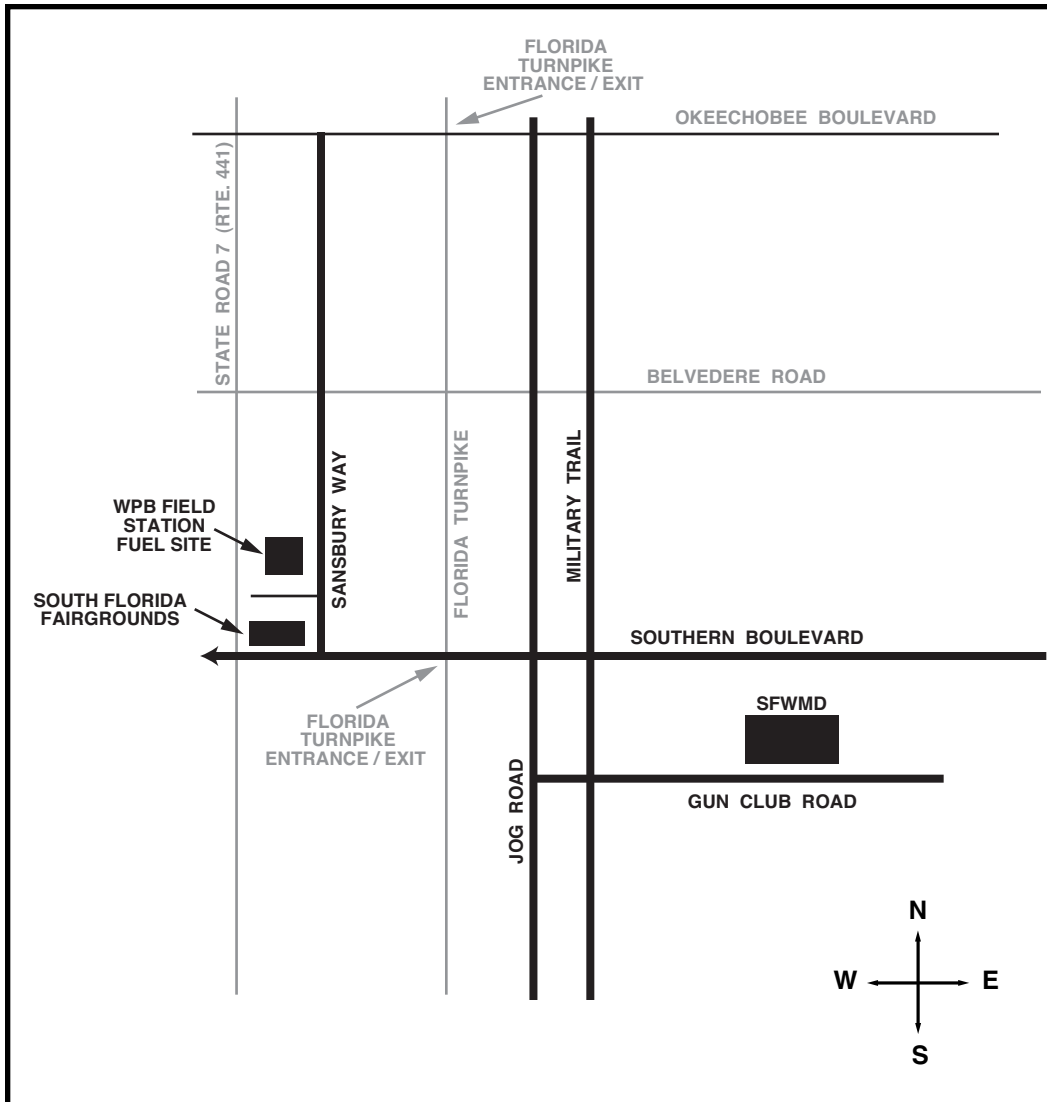 FLORIDA
TURNPIKE
ENTRANCE / EXIT
OKEECHOBEE BOULEVARD
STATE ROAD 7 (RTE. 441)
BELVEDERE ROAD
SANSBURY WAY
FLORIDA TURNPIKE
MILITARY TRAIL
WPB FIELD
STATION
FUEL SITE
SOUTH FLORIDA
FAIRGROUNDS
SOUTHERN BOULEVARD
FLORIDA
TURNPIKE
ENTRANCE / EXIT
SFWMD
JOG ROAD
GUN CLUB ROAD
N
W
E
S